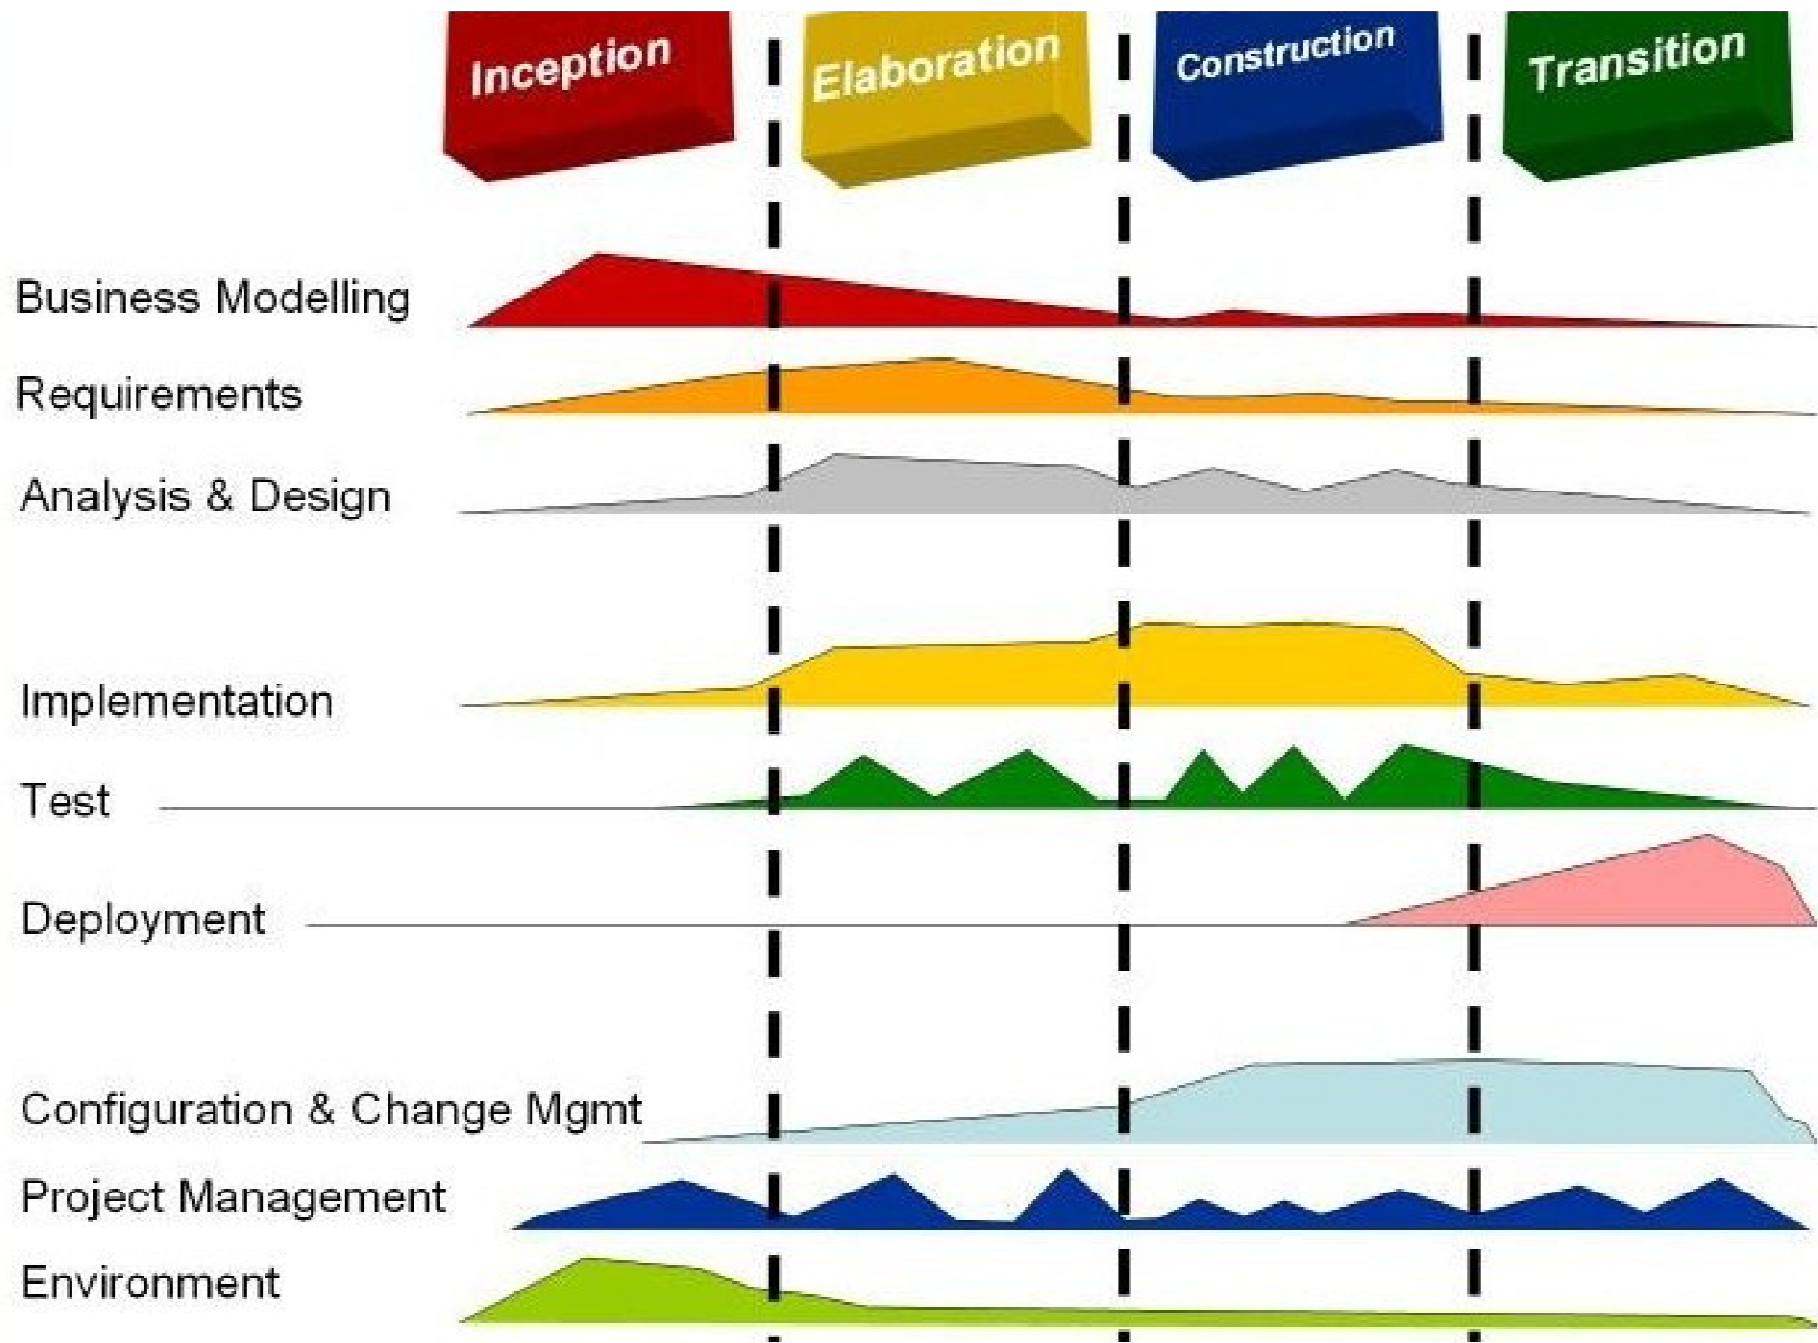 Inception
Elaboration
Construction
Transition
Business Modelling
Requirements
Analysis & Design
Implementation
Test
Deployment
Configuration & Change Mgmt
Project Management
Environment